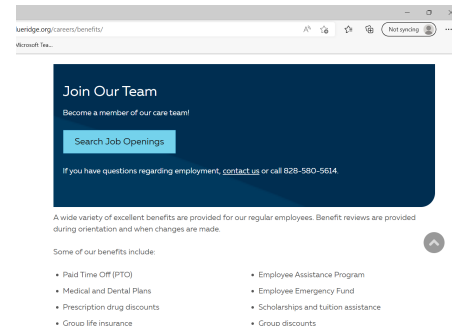 lueridge.org/careers/benefits/
Not syncing
Microsoft Tea...
Join Our Team
Become a member of our care team!
Search Job Openings
If you have questions regarding employment, contact us or call 828-580-5614.
A wide variety of excellent benefits are provided for our regular employees. Benefit reviews are provided
during orientation and when changes are made.
Some of our benefits include:
• Paid Time Off (PTO)
• Medical and Dental Plans
• Prescription drug discounts
• Group life insurance
• Employee Assistance Program
• Employee Emergency Fund
• Scholarships and tuition assistance
• Group discounts